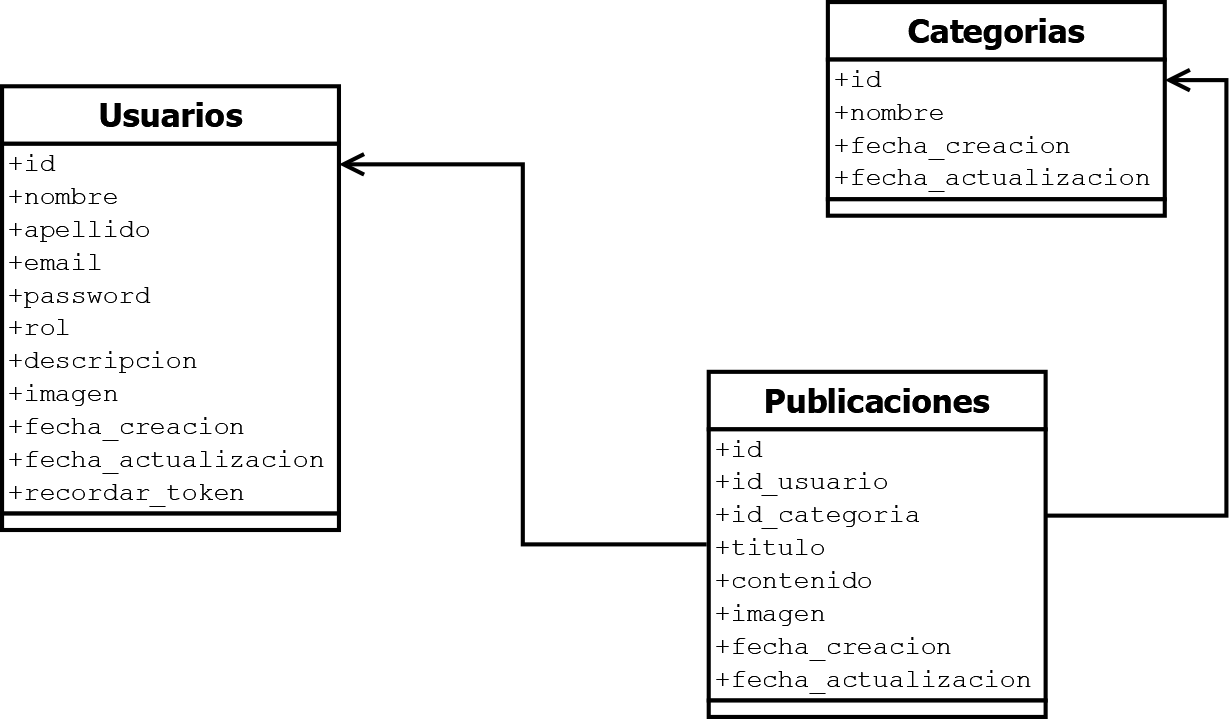 Usuarios
+id
+nombre
+apellido
+email
+password
+rol
+descripcion
+imagen
+fecha_creacion
+fecha_actualizacion
+recordar_token
Categorias
+id
+nombre
+fecha_creacion
+fecha_actualizacion
Publicaciones
+id
+id_usuario
+id_categoria
+titulo
+contenido
+imagen
+fecha_creacion
+fecha_actualizacion